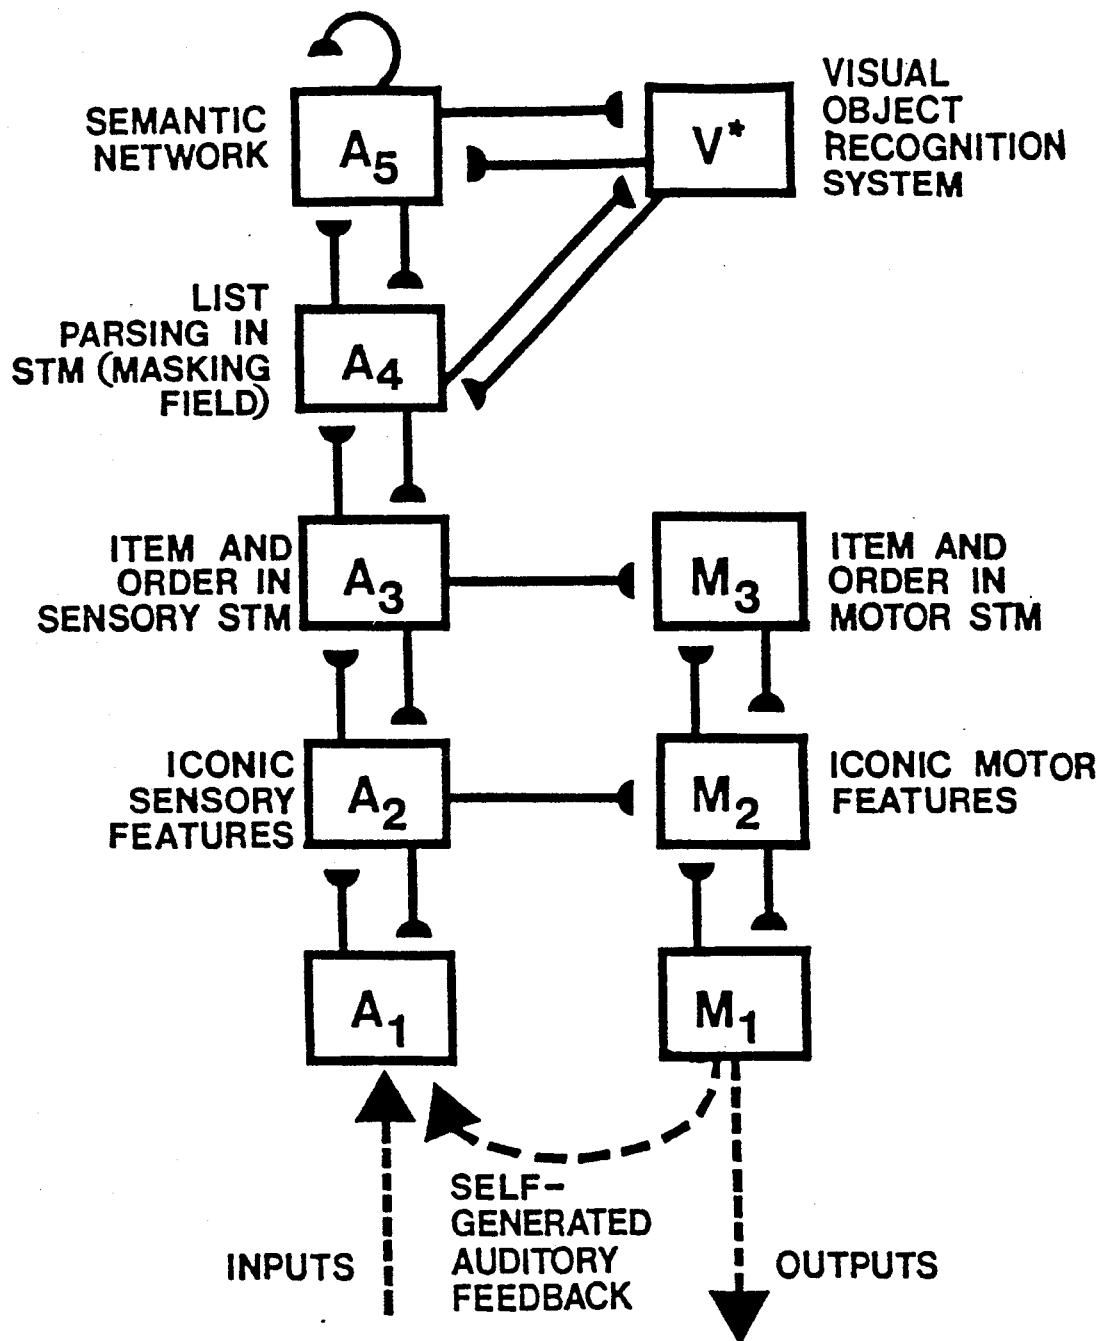 SEMANTIC
NETWORK
A5
V*
VISUAL
OBJECT
RECOGNITION
SYSTEM
LIST
PARSING IN
STM (MASKING
FIELD)
A4
ITEM AND
ORDER IN
SENSORY STM
A3
M3
ITEM AND
ORDER IN
MOTOR STM
ICONIC
SENSORY
FEATURES
A2
M2
ICONIC MOTOR
FEATURES
A1
M1
INPUTS
SELF-
GENERATED
AUDITORY
FEEDBACK
OUTPUTS